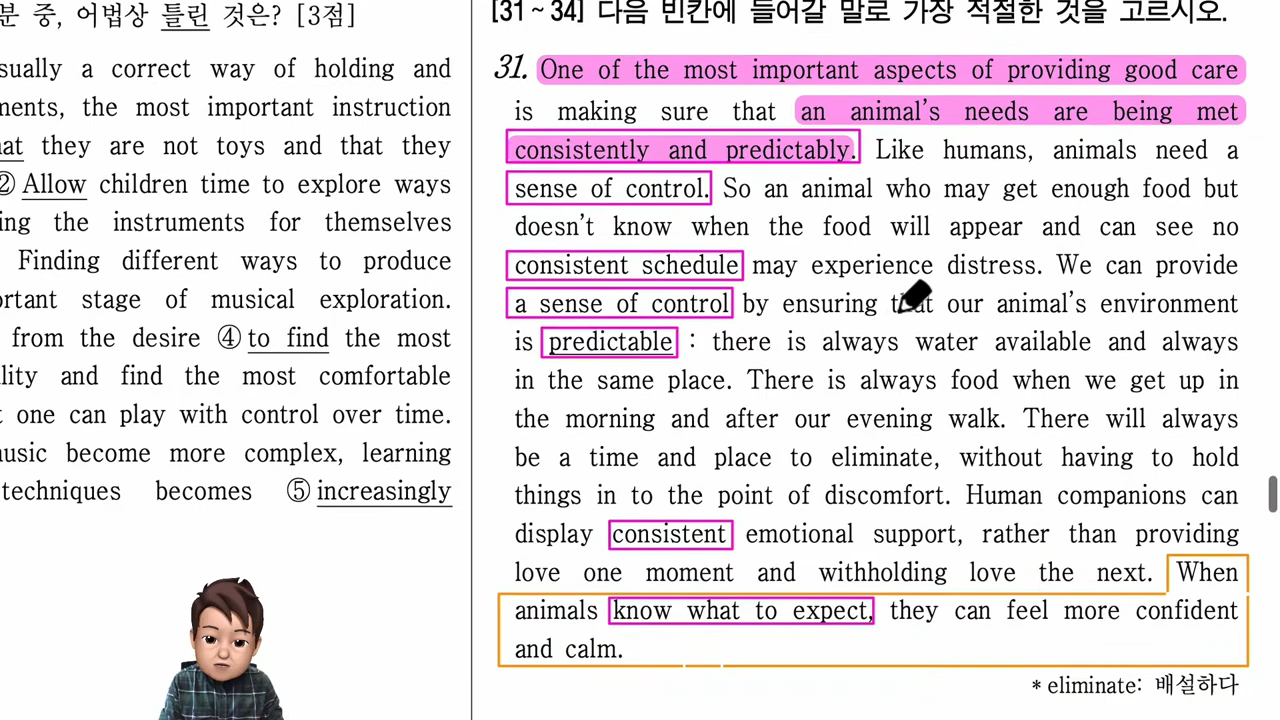 분 중, 어법상 틀린 것은? [3점]
sually a correct way of holding and
ments, the most important instruction
at they are not toys and that they
② Allow children time to explore ways
ing the instruments for themselves
Finding different ways to produce
ortant stage of musical exploration.
from the desire ④ to find the most
lity and find the most comfortable
t one can play with control over time.
music become more complex, learning
techniques becomes ⑤ increasingly
[31~34] 다음 빈칸에 들어갈 말로 가장 적절한 것을 고르시오.
31. One of the most important aspects of providing good care
is making sure that an animal's needs are being met
consistently and predictably. Like humans, animals need a
sense of control. So an animal who may get enough food but
doesn't know when the food will appear and can see no
consistent schedule may experience distress. We can provide
a sense of control by ensuring that our animal's environment
is predictable : there is always water available and always
in the same place. There is always food when we get up in
the morning and after our evening walk. There will always
be a time and place to eliminate, without having to hold
things in to the point of discomfort. Human companions can
display consistent emotional support, rather than providing
love one moment and withholding love the next. When
animals know what to expect, they can feel more confident
and calm.
* eliminate: 배설하다